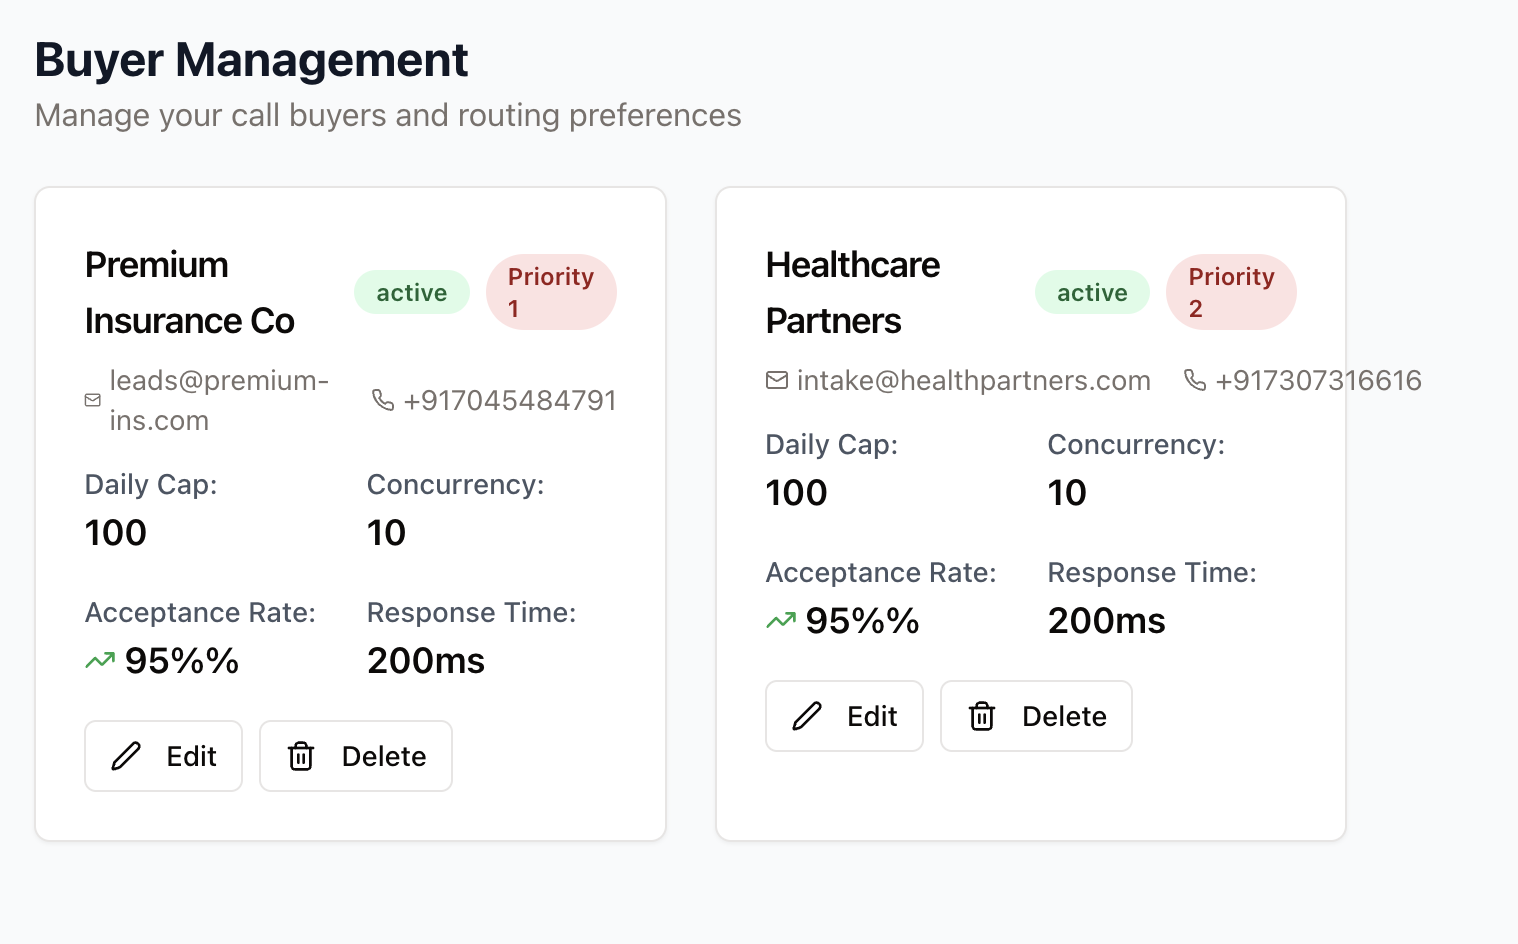 Buyer Management
Manage your call buyers and routing preferences
Premium
Insurance Co
active
Priority
1
leads@premium-
ins.com
+917045484791
Daily Cap:
100
Concurrency:
10
Acceptance Rate:
95%%
Response Time:
200ms
Edit
Delete
Healthcare
Partners
active
Priority
2
intake@healthpartners.com
+917307316616
Daily Cap:
100
Concurrency:
10
Acceptance Rate:
95%%
Response Time:
200ms
Edit
Delete